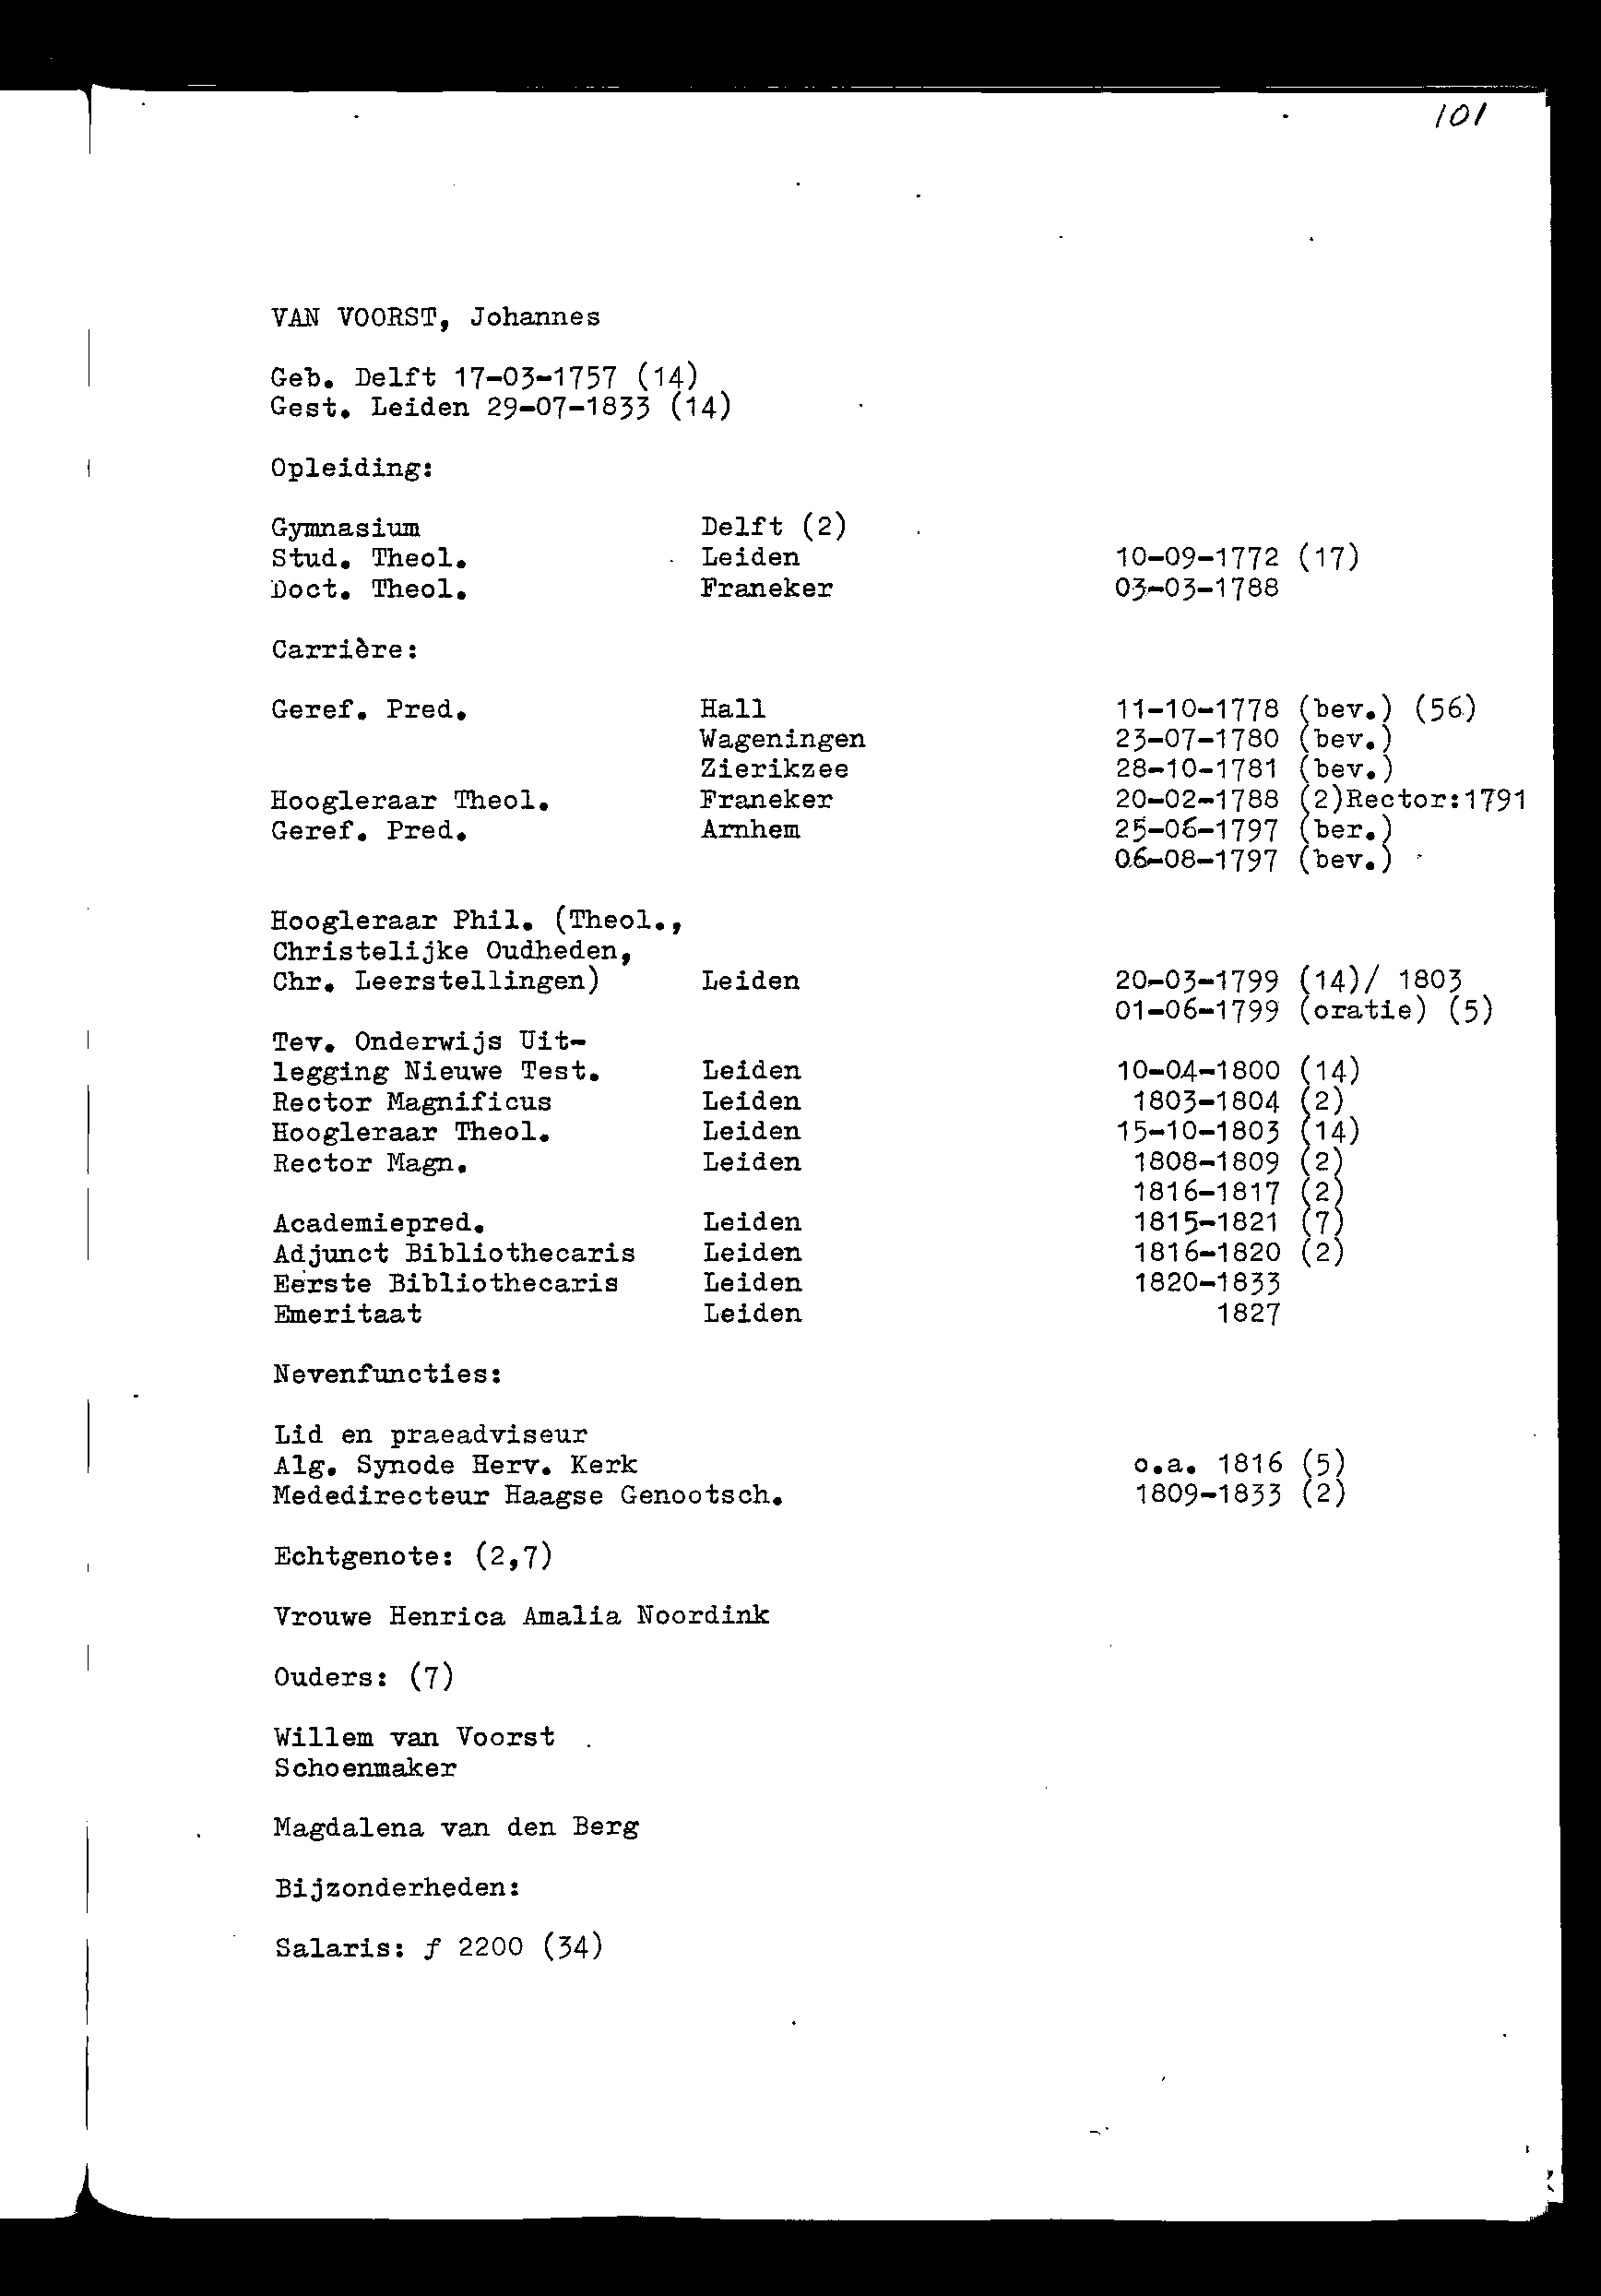 101
VAN VOORST, Johannes
Geb. Delft 17-03-1757 (14)
Gest. Leiden 29-07-1833 (14)
Opleiding:
Gymnasium Delft (2)
Stud. Theol. Leiden 10-09-1772 (17)
Doct. Theol. Franeker 03-03-1788
Carrière:
Geref. Pred. Hall 11-10-1778 (bev.) (56)
Wageningen 23-07-1780 (bev.)
Zierikzee 28-10-1781 (bev.)
Hoogleraar Theol. Franeker 20-02-1788 (2)Rector:1791
Geref. Pred. Arnhem 25-06-1797 (ber.)
06-08-1797 (bev.)
Hoogleraar Phil. (Theol.,
Christelijke Oudheden,
Chr. Leerstellingen) Leiden 20-03-1799 (14)/ 1803
01-06-1799 (oratie) (5)
Tev. Onderwijs Uit-
legging Nieuwe Test. Leiden 10-04-1800 (14)
Rector Magnificus Leiden 1803-1804 (2)
Hoogleraar Theol. Leiden 15-10-1803 (14)
Rector Magn. Leiden 1808-1809 (2)
1816-1817 (2)
Academiepred. Leiden 1815-1821 (7)
Adjunct Bibliothecaris Leiden 1816-1820 (2)
Eerste Bibliothecaris Leiden 1820-1833
Emeritaat Leiden 1827
Nevenfuncties:
Lid en praeadviseur
Alg. Synode Herv. Kerk o.a. 1816 (5)
Mededirecteur Haagse Genootsch. 1809-1833 (2)
Echtgenote: (2,7)
Vrouwe Henrica Amalia Noordink
Ouders: (7)
Willem van Voorst
Schoenmaker
Magdalena van den Berg
Bijzonderheden:
Salaris: ƒ 2200 (34)